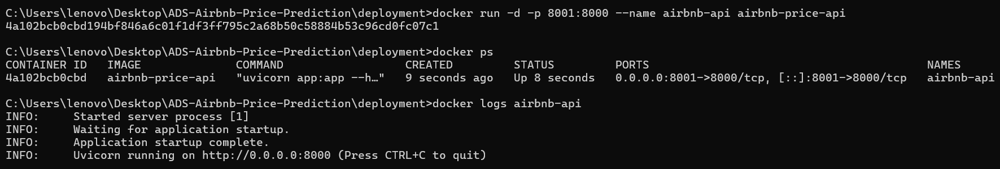 C:\Users\lenovo\Desktop\ADS-Airbnb-Price-Prediction\deployment>docker run -d -p 8001:8000 --name airbnb-api airbnb-price-api
4a102bcb0cbd194bf846a6c01f1df3ff795c2a68b50c58884b53c96cd0fc07c1
C:\Users\lenovo\Desktop\ADS-Airbnb-Price-Prediction\deployment>docker ps
CONTAINER ID   IMAGE              COMMAND                  CREATED         STATUS         PORTS                                         NAMES
4a102bcb0cbd   airbnb-price-api   "uvicorn app:app --h…"   9 seconds ago   Up 8 seconds   0.0.0.0:8001->8000/tcp, [::]:8001->8000/tcp   airbnb-api
C:\Users\lenovo\Desktop\ADS-Airbnb-Price-Prediction\deployment>docker logs airbnb-api
INFO:     Started server process [1]
INFO:     Waiting for application startup.
INFO:     Application startup complete.
INFO:     Uvicorn running on http://0.0.0.0:8000 (Press CTRL+C to quit)